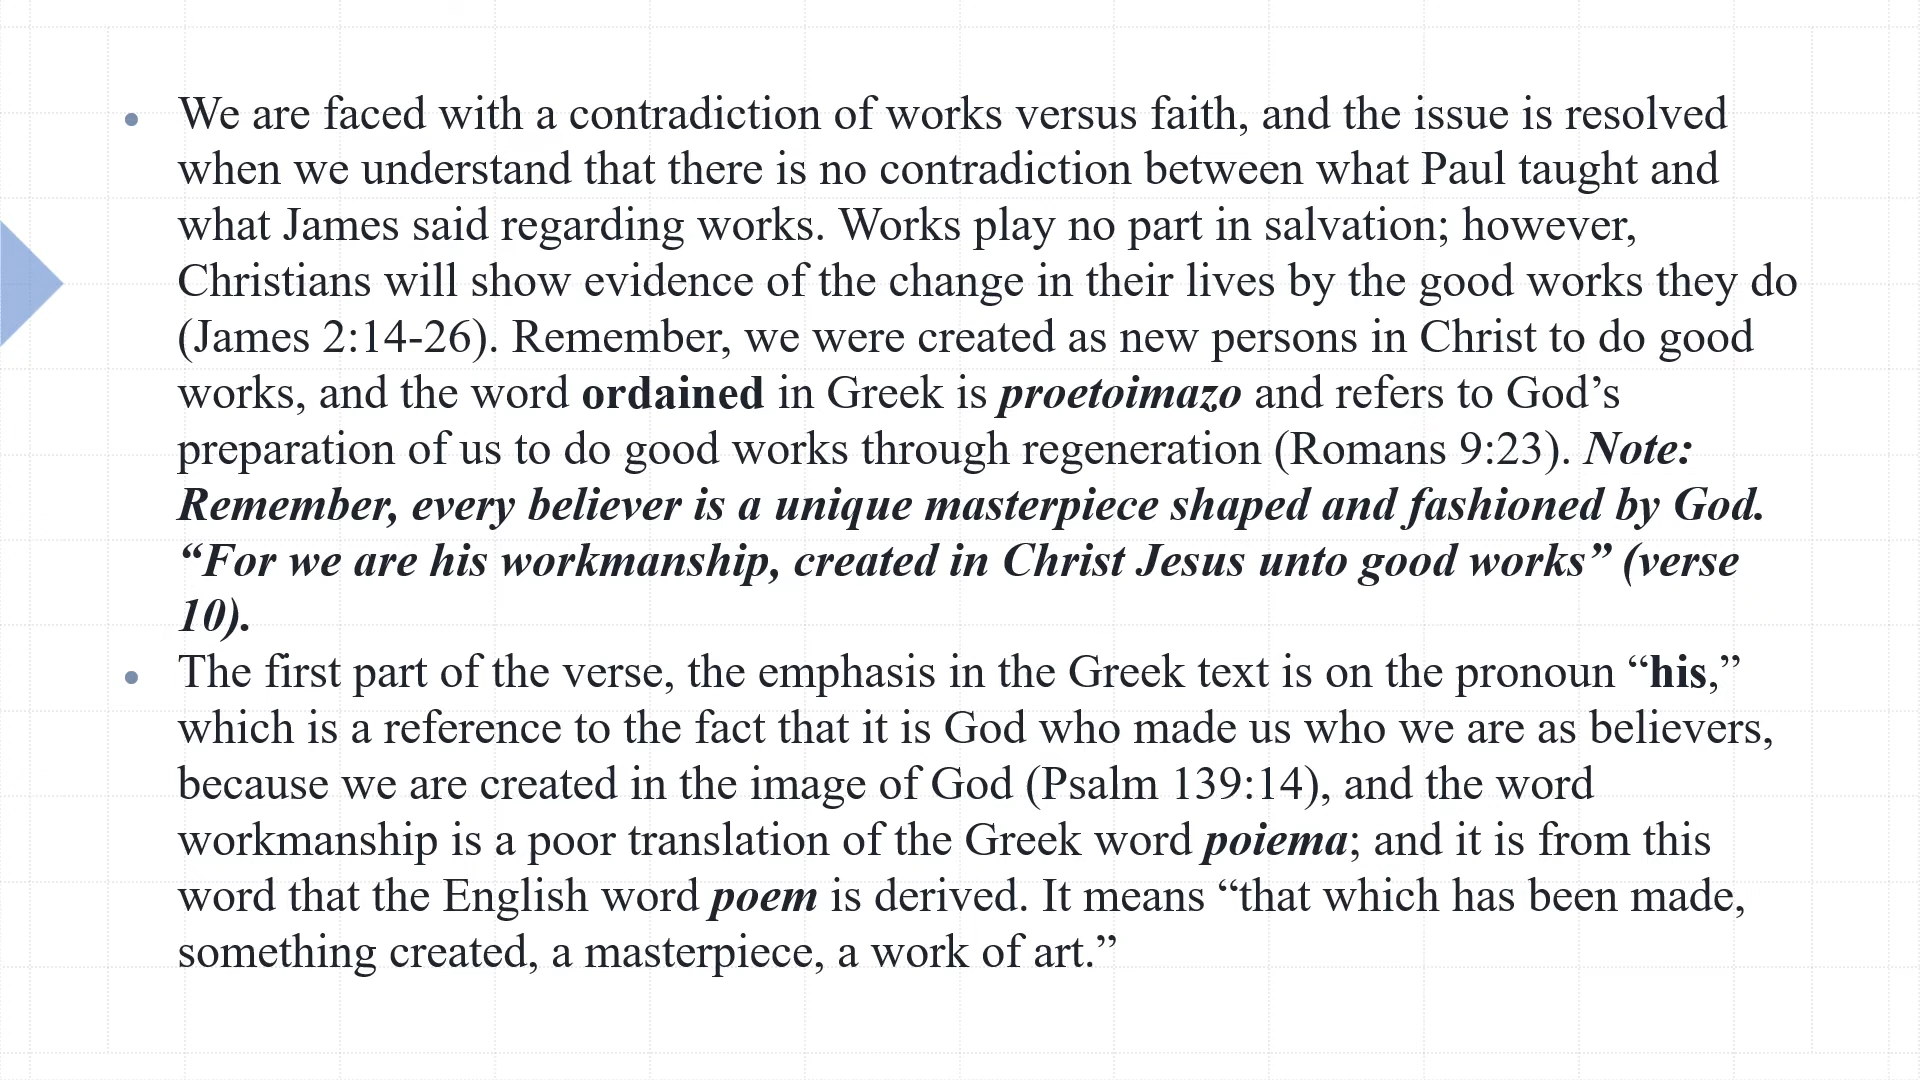 We are faced with a contradiction of works versus faith, and the issue is resolved
when we understand that there is no contradiction between what Paul taught and
what James said regarding works. Works play no part in salvation; however,
Christians will show evidence of the change in their lives by the good works they do
(James 2:14-26). Remember, we were created as new persons in Christ to do good
works, and the word ordained in Greek is proetoimazo and refers to God’s
preparation of us to do good works through regeneration (Romans 9:23). Note:
Remember, every believer is a unique masterpiece shaped and fashioned by God.
“For we are his workmanship, created in Christ Jesus unto good works” (verse
10).
The first part of the verse, the emphasis in the Greek text is on the pronoun “his,”
which is a reference to the fact that it is God who made us who we are as believers,
because we are created in the image of God (Psalm 139:14), and the word
workmanship is a poor translation of the Greek word poiema; and it is from this
word that the English word poem is derived. It means “that which has been made,
something created, a masterpiece, a work of art.”